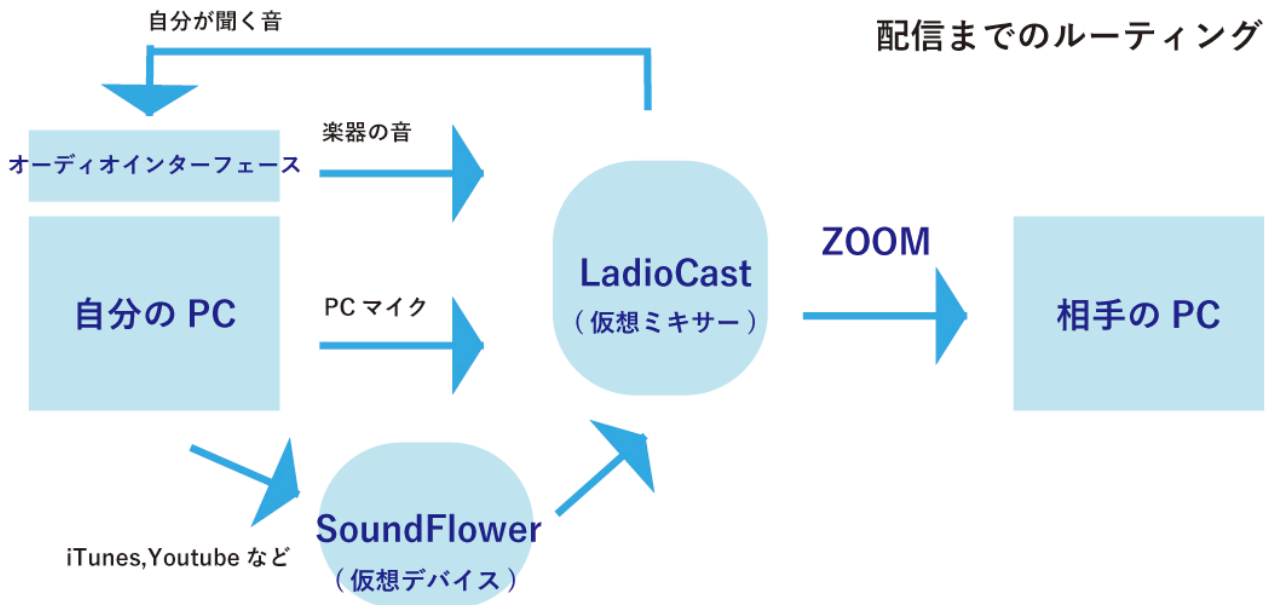 自分が聞く音
配信までのルーティング
楽器の音
オーディオインターフェース
ZOOM
LadioCast
(仮想ミキサー)
自分の PC
PC マイク
相手の PC
SoundFlower
(仮想デバイス)
iTunes,Youtube など